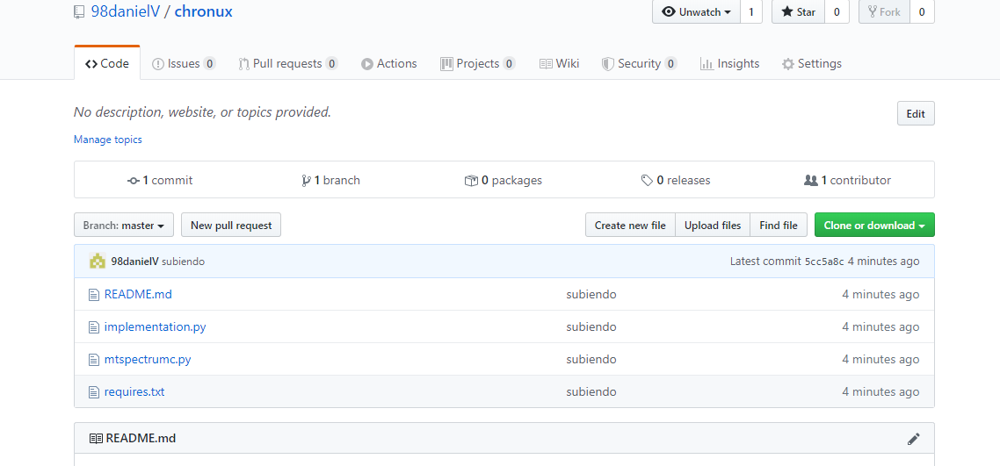 98danielV / chronux
Unwatch 1 Star 0 Fork 0
Code Issues 0 Pull requests 0 Actions Projects 0 Wiki Security 0 Insights Settings
No description, website, or topics provided.
Edit
Manage topics
1 commit 1 branch 0 packages 0 releases 1 contributor
Branch: master New pull request Create new file Upload files Find file Clone or download
98danielV subiendo Latest commit 5cc5a8c 4 minutes ago
README.md subiendo 4 minutes ago
implementation.py subiendo 4 minutes ago
mtspectrumc.py subiendo 4 minutes ago
requires.txt subiendo 4 minutes ago
README.md